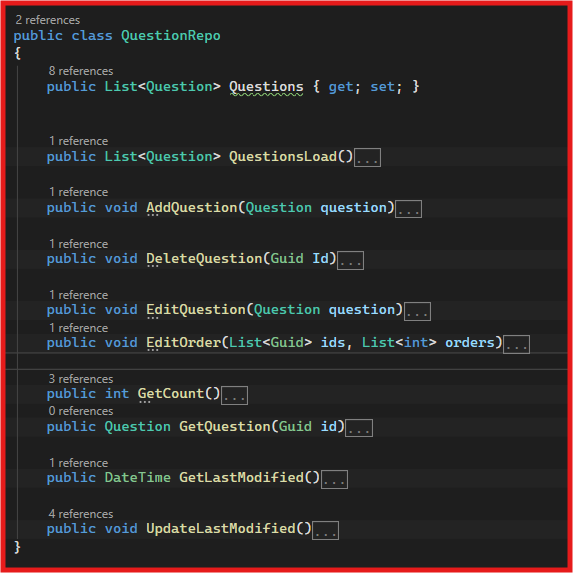 2 references
public class QuestionRepo
{
8 references
public List<Question> Questions { get; set; }
1 reference
public List<Question> QuestionsLoad()...
1 reference
public void AddQuestion(Question question)...
1 reference
public void DeleteQuestion(Guid Id)...
1 reference
public void EditQuestion(Question question)...
1 reference
public void EditOrder(List<Guid> ids, List<int> orders)...
3 references
public int GetCount()...
0 references
public Question GetQuestion(Guid id)...
1 reference
public DateTime GetLastModified()...
4 references
public void UpdateLastModified()...
}